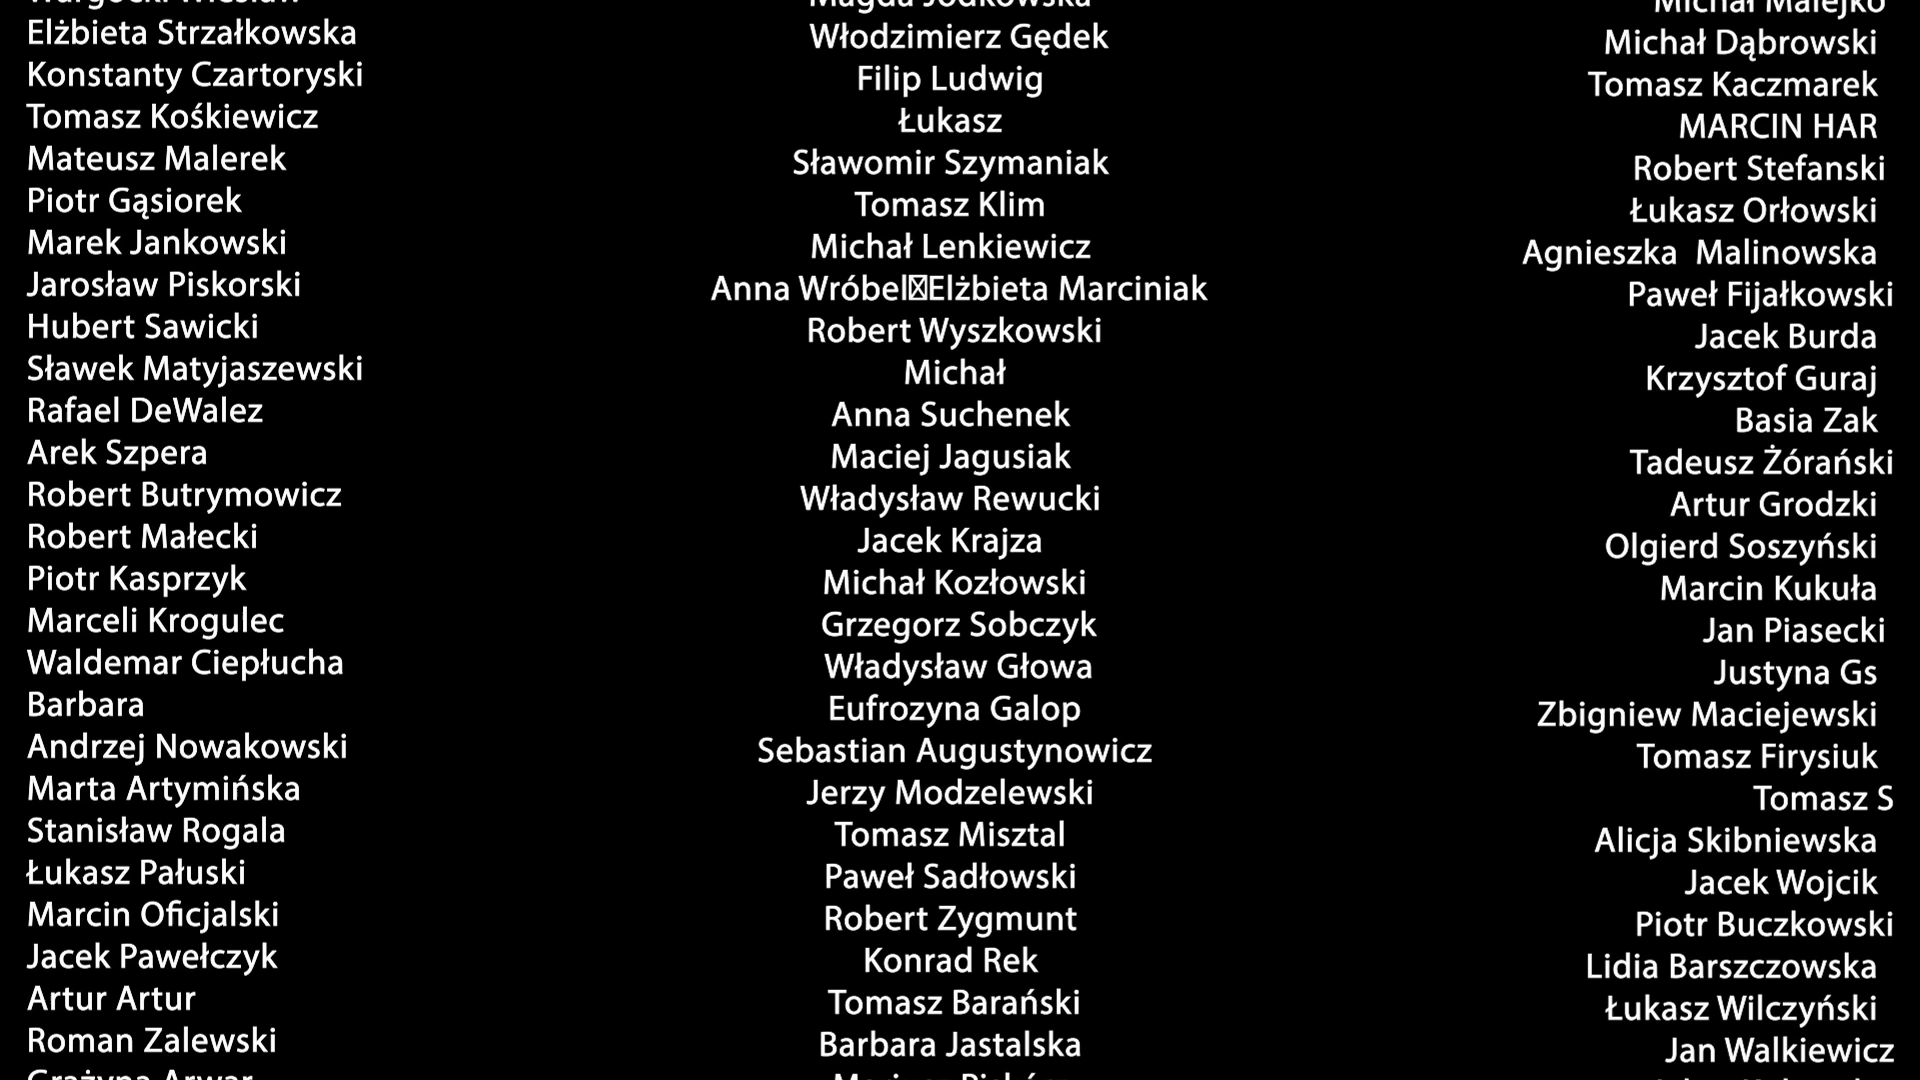 Elżbieta Strzałkowska
Konstanty Czartoryski
Tomasz Kośkiewicz
Mateusz Malerek
Piotr Gąsiorek
Marek Jankowski
Jarosław Piskorski
Hubert Sawicki
Sławek Matyjaszewski
Rafael DeWalez
Arek Szpera
Robert Butrymowicz
Robert Małecki
Piotr Kasprzyk
Marceli Krogulec
Waldemar Ciepłucha
Barbara
Andrzej Nowakowski
Marta Artymińska
Stanisław Rogala
Łukasz Pałuski
Marcin Oficjalski
Jacek Pawełczyk
Artur Artur
Roman Zalewski
Magda Jodkowska
Włodzimierz Gędek
Filip Ludwig
Łukasz
Sławomir Szymaniak
Tomasz Klim
Michał Lenkiewicz
Anna Wróbel Elżbieta Marciniak
Robert Wyszkowski
Michał
Anna Suchenek
Maciej Jagusiak
Władysław Rewucki
Jacek Krajza
Michał Kozłowski
Grzegorz Sobczyk
Władysław Głowa
Eufrozyna Galop
Sebastian Augustynowicz
Jerzy Modzelewski
Tomasz Misztal
Paweł Sadłowski
Robert Zygmunt
Konrad Rek
Tomasz Barański
Barbara Jastalska
Michał Malejko
Michał Dąbrowski
Tomasz Kaczmarek
MARCIN HAR
Robert Stefanski
Łukasz Orłowski
Agnieszka  Malinowska
Paweł Fijałkowski
Jacek Burda
Krzysztof Guraj
Basia Zak
Tadeusz Żórański
Artur Grodzki
Olgierd Soszyński
Marcin Kukuła
Jan Piasecki
Justyna Gs
Zbigniew Maciejewski
Tomasz Firysiuk
Tomasz S
Alicja Skibniewska
Jacek Wojcik
Piotr Buczkowski
Lidia Barszczowska
Łukasz Wilczyński
Jan Walkiewicz